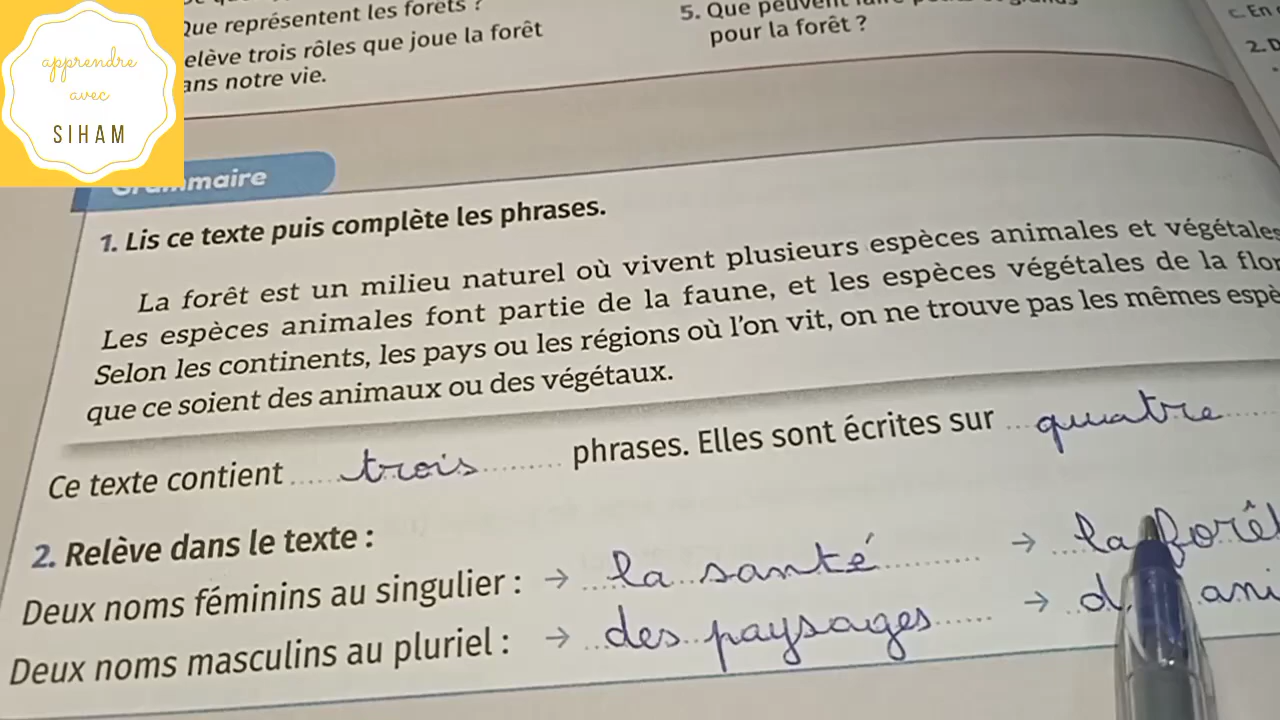 Que représentent les forêts ?
elève trois rôles que joue la forêt
ans notre vie.
5. Que peuvent
pour la forêt ?
c. En
2. D
apprendre
avec
SIHAM
Grammaire
1. Lis ce texte puis complète les phrases.
La forêt est un milieu naturel où vivent plusieurs espèces animales et végétales
Les espèces animales font partie de la faune, et les espèces végétales de la flor
Selon les continents, les pays ou les régions où l'on vit, on ne trouve pas les mêmes espè
que ce soient des animaux ou des végétaux.
Ce texte contient trois phrases. Elles sont écrites sur quatre
2. Relève dans le texte :
Deux noms féminins au singulier : → la santé → la forêt
Deux noms masculins au pluriel : → des paysages → ani